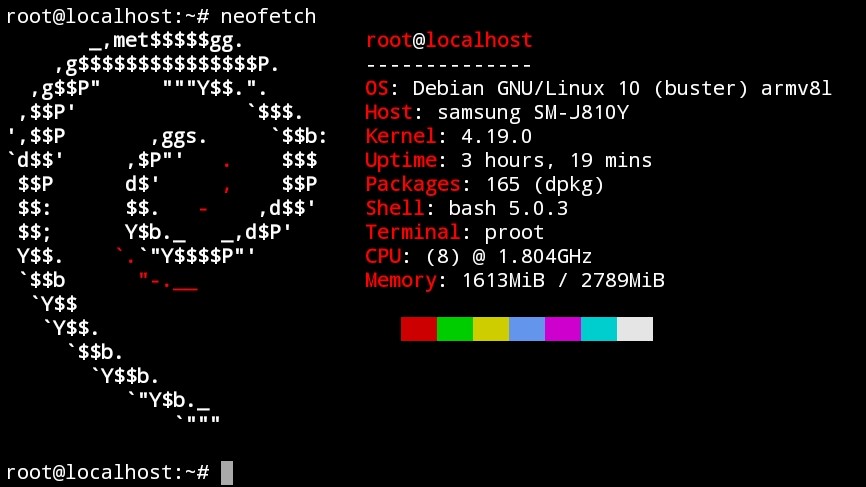 root@localhost:~# neofetch
_,met$$$$$gg.
,g$$$$$$$$$$$$$$$P.
,g$$P"     """Y$$.".
,$$P'              `$$$.
',$$P       ,ggs.     `$$b:
`d$$'     ,$P"'   .    $$$
$$P      d$'     ,    $$P
$$:      $$.   -    ,d$$'
$$;      Y$b._   _,d$P'
Y$$.    `.`"Y$$$$P"'
`$$b      "-.__
`Y$$
`Y$$.
`$$b.
`Y$$b.
`"Y$b._
`"""
root@localhost
--------------
OS: Debian GNU/Linux 10 (buster) armv8l
Host: samsung SM-J810Y
Kernel: 4.19.0
Uptime: 3 hours, 19 mins
Packages: 165 (dpkg)
Shell: bash 5.0.3
Terminal: proot
CPU: (8) @ 1.804GHz
Memory: 1613MiB / 2789MiB
root@localhost:~#